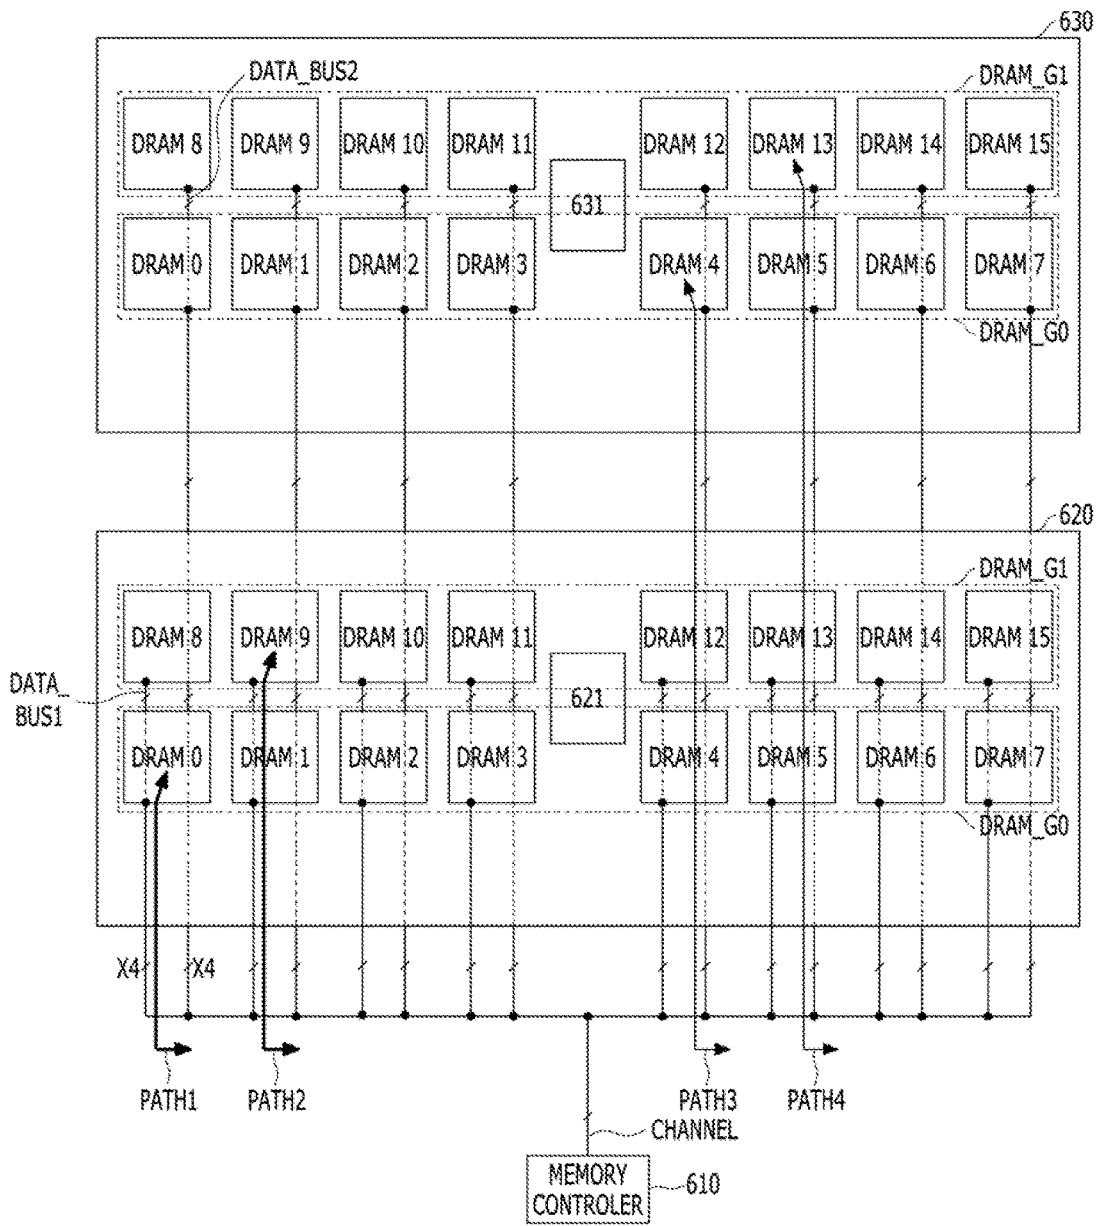 630
DATA_BUS2
DRAM_G1
DRAM 8 DRAM 9 DRAM 10 DRAM 11 DRAM 12 DRAM 13 DRAM 14 DRAM 15
631
DRAM 0 DRAM 1 DRAM 2 DRAM 3 DRAM 4 DRAM 5 DRAM 6 DRAM 7
DRAM_G0
620
DRAM_G1
DRAM 8 DRAM 9 DRAM 10 DRAM 11 DRAM 12 DRAM 13 DRAM 14 DRAM 15
DATA_
BUS1
621
DRAM 0 DRAM 1 DRAM 2 DRAM 3 DRAM 4 DRAM 5 DRAM 6 DRAM 7
DRAM_G0
X4 X4
PATH1 PATH2 PATH3 PATH4
CHANNEL
MEMORY
CONTROLER
610